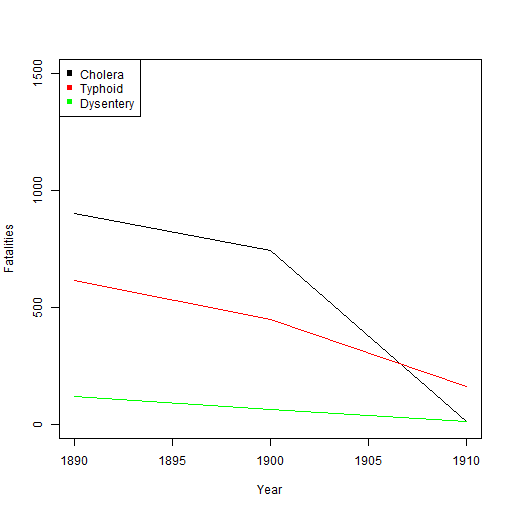 Cholera
Typhoid
Dysentery
1500
1000
500
0
Fatalities
1890 1895 1900 1905 1910
Year